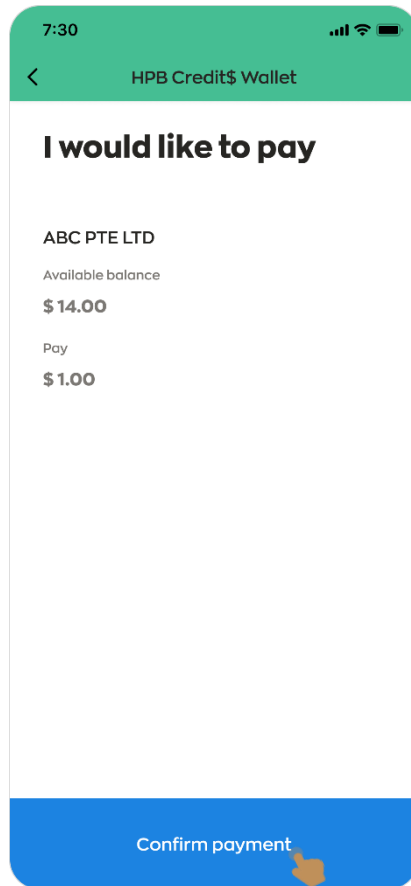 7:30
HPB Credit$ Wallet
I would like to pay
ABC PTE LTD
Available balance
$ 14.00
Pay
$ 1.00
Confirm payment